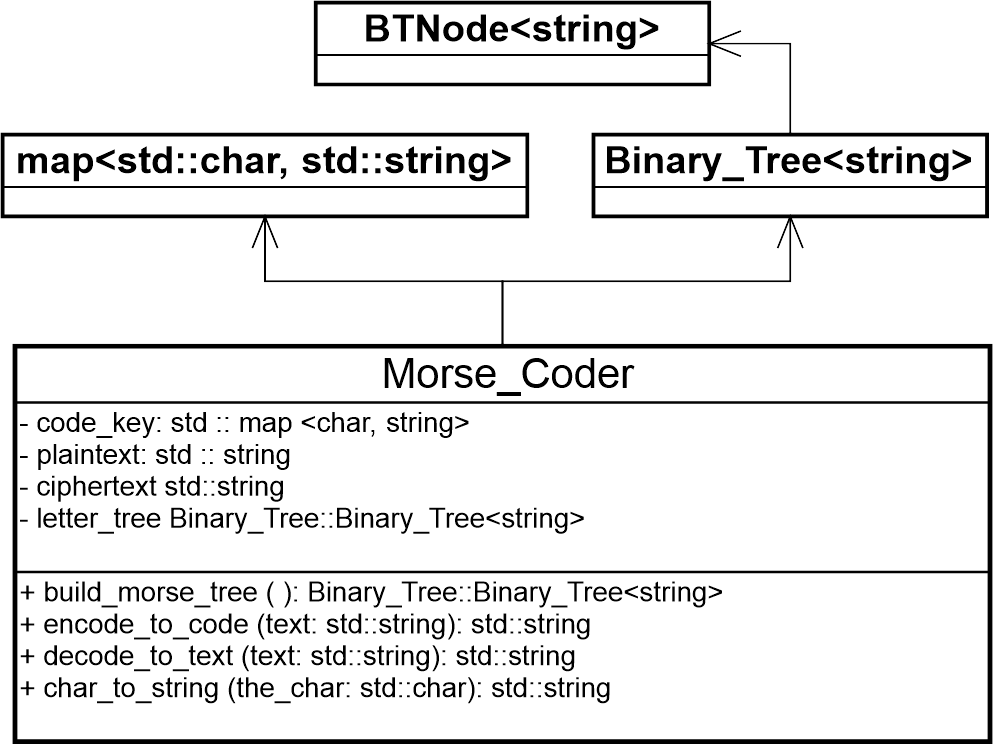 BTNode<string>
map<std::char, std::string>
Binary_Tree<string>
Morse_Coder
- code_key: std :: map <char, string>
- plaintext: std :: string
- ciphertext std::string
- letter_tree Binary_Tree::Binary_Tree<string>
+ build_morse_tree ( ): Binary_Tree::Binary_Tree<string>
+ encode_to_code (text: std::string): std::string
+ decode_to_text (text: std::string): std::string
+ char_to_string (the_char: std::char): std::string